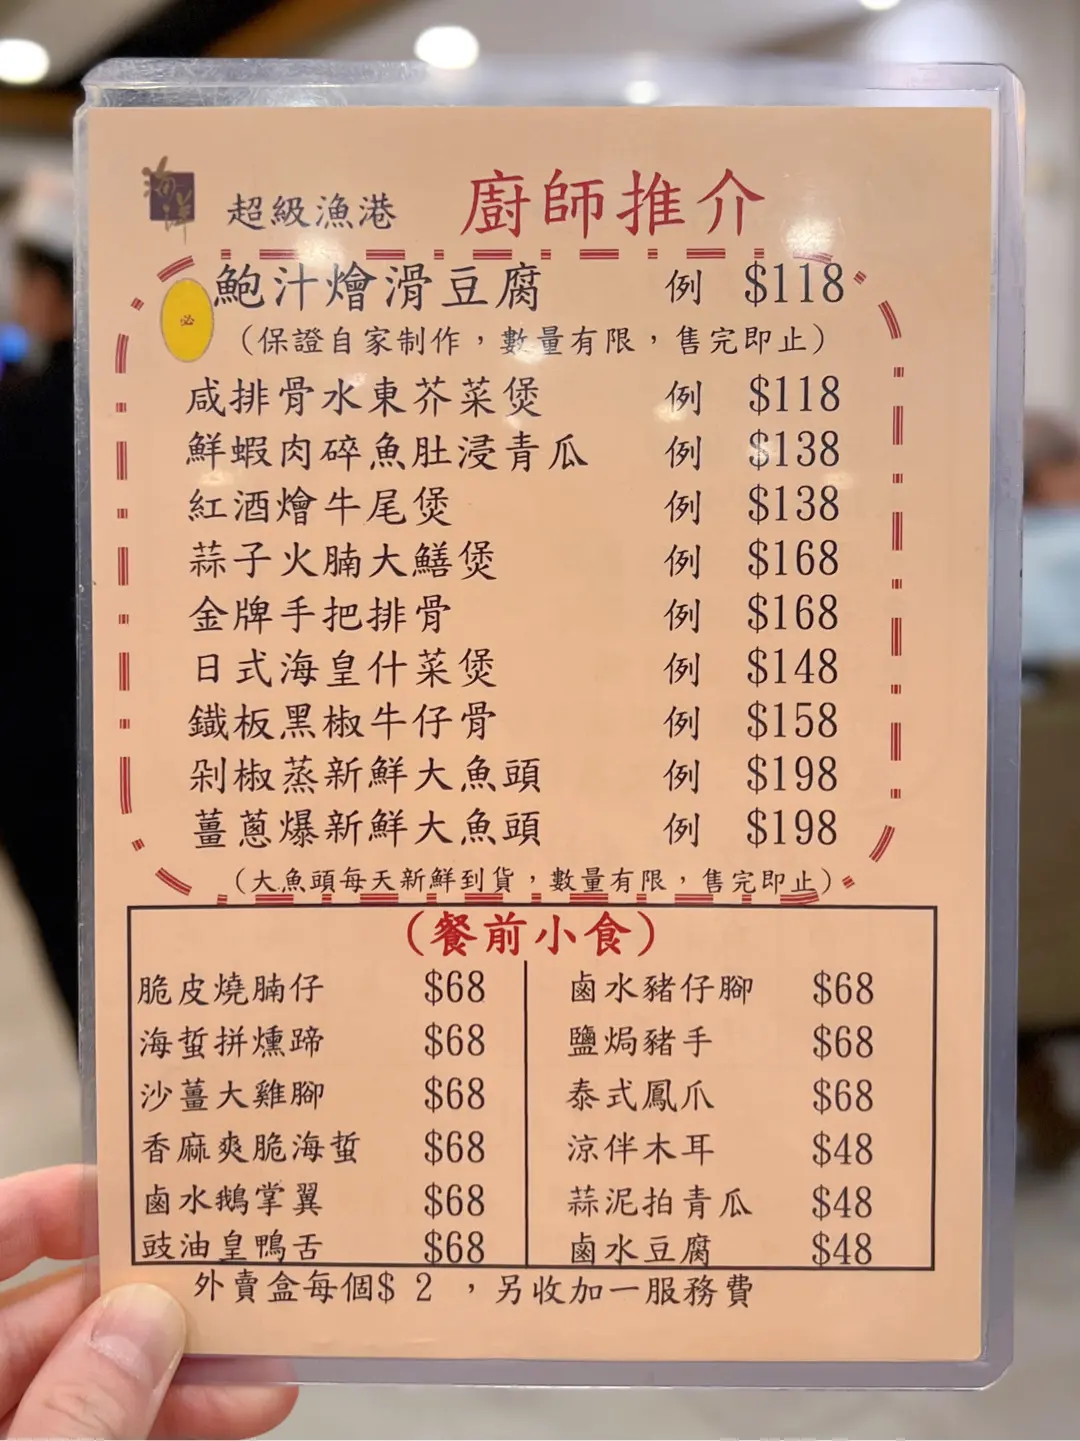 海洋 超級漁港 廚師推介
必
鮑汁燴滑豆腐 例 $118
(保證自家制作，數量有限，售完即止)
咸排骨水東芥菜煲 例 $118
鮮蝦肉碎魚肚浸青瓜 例 $138
紅酒燴牛尾煲 例 $138
蒜子火腩大鱔煲 例 $168
金牌手把排骨 例 $168
日式海皇什菜煲 例 $148
鐵板黑椒牛仔骨 例 $158
剁椒蒸新鮮大魚頭 例 $198
薑蔥爆新鮮大魚頭 例 $198
(大魚頭每天新鮮到貨，數量有限，售完即止)
(餐前小食)
脆皮燒腩仔 $68 鹵水豬仔腳 $68
海蜇拼燻蹄 $68 鹽焗豬手 $68
沙薑大雞腳 $68 泰式鳳爪 $68
香麻爽脆海蜇 $68 涼伴木耳 $48
鹵水鵝掌翼 $68 蒜泥拍青瓜 $48
豉油皇鴨舌 $68 鹵水豆腐 $48
外賣盒每個$ 2 ，另收加一服務費